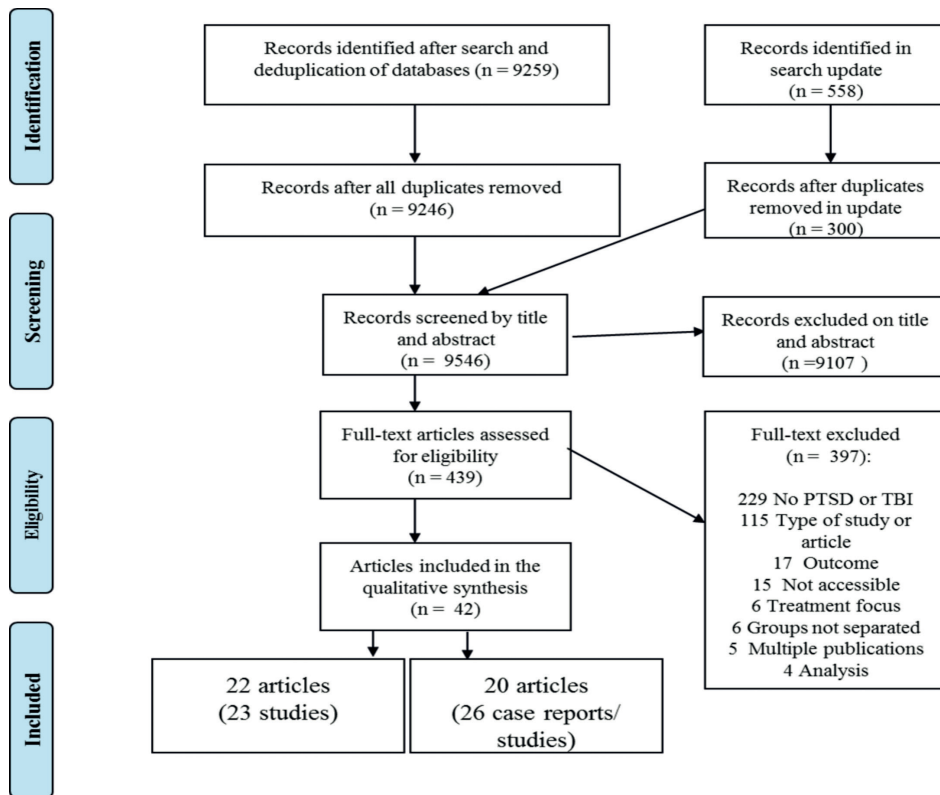 Identification
Records identified after search and
deduplication of databases (n = 9259)
Records identified in
search update
(n = 558)
Records after all duplicates removed
(n = 9246)
Records after duplicates
removed in update
(n = 300)
Screening
Records screened by title
and abstract
(n = 9546)
Records excluded on title
and abstract
(n =9107 )
Eligibility
Full-text articles assessed
for eligibility
(n = 439)
Full-text excluded
(n = 397):
229 No PTSD or TBI
115 Type of study or
article
17 Outcome
15 Not accessible
6 Treatment focus
6 Groups not separated
5 Multiple publications
4 Analysis
Articles included in the
qualitative synthesis
(n = 42)
Included
22 articles
(23 studies)
20 articles
(26 case reports/
studies)